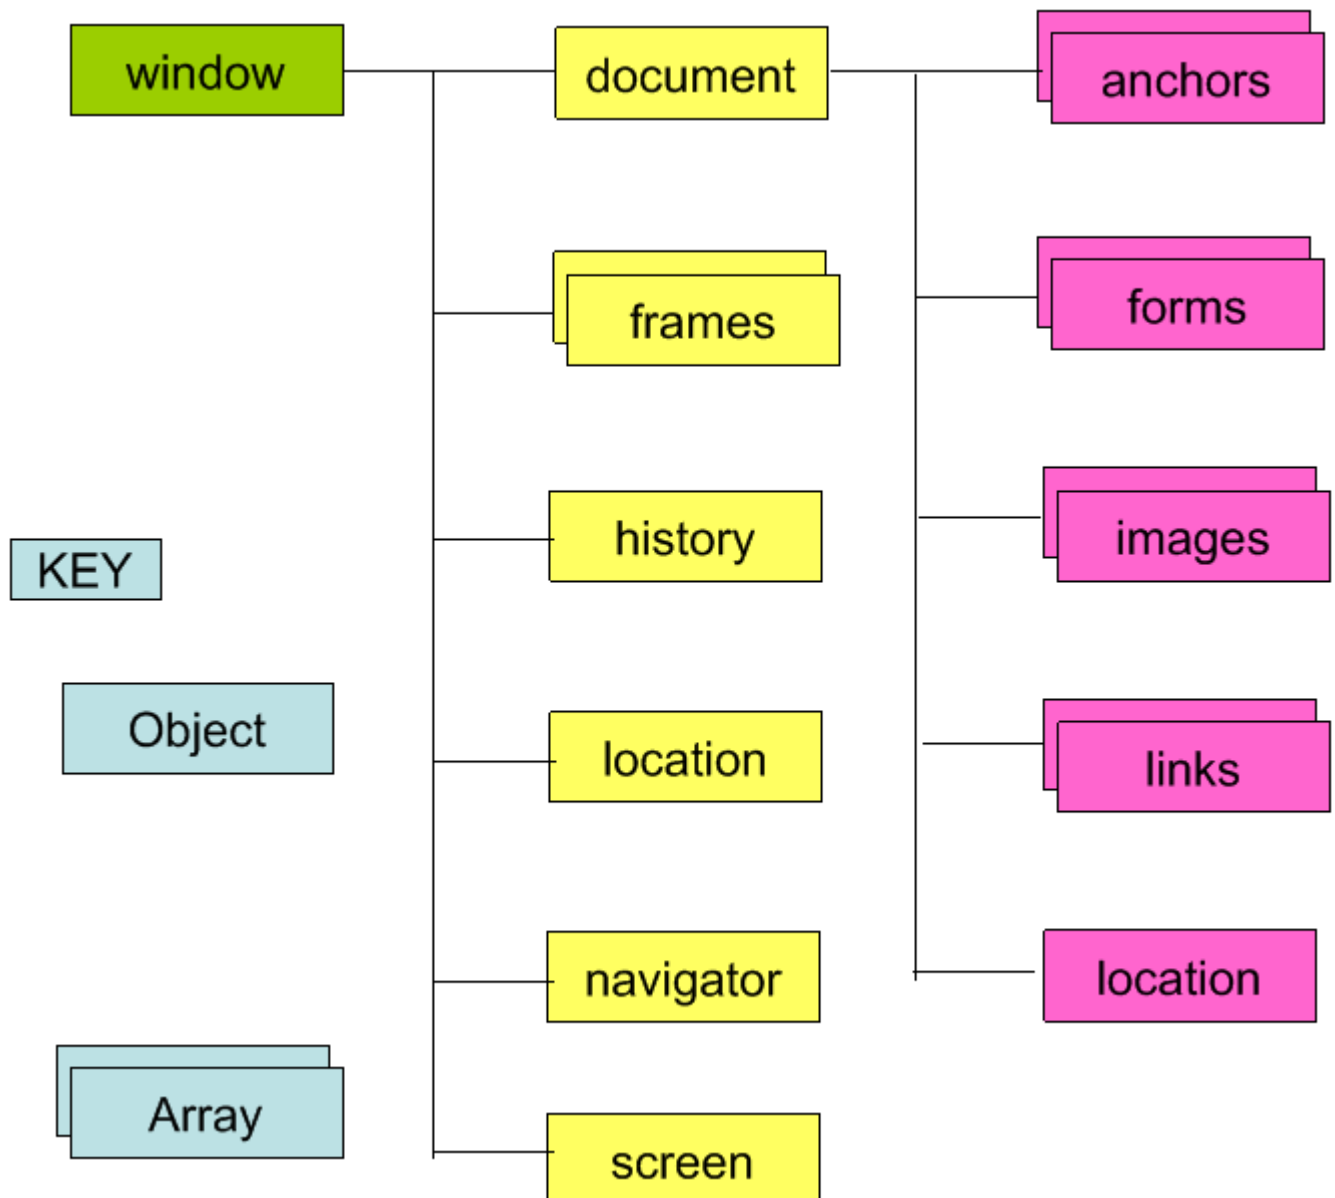 window
document
anchors
frames
forms
history
images
KEY
Object
location
links
navigator
location
Array
screen